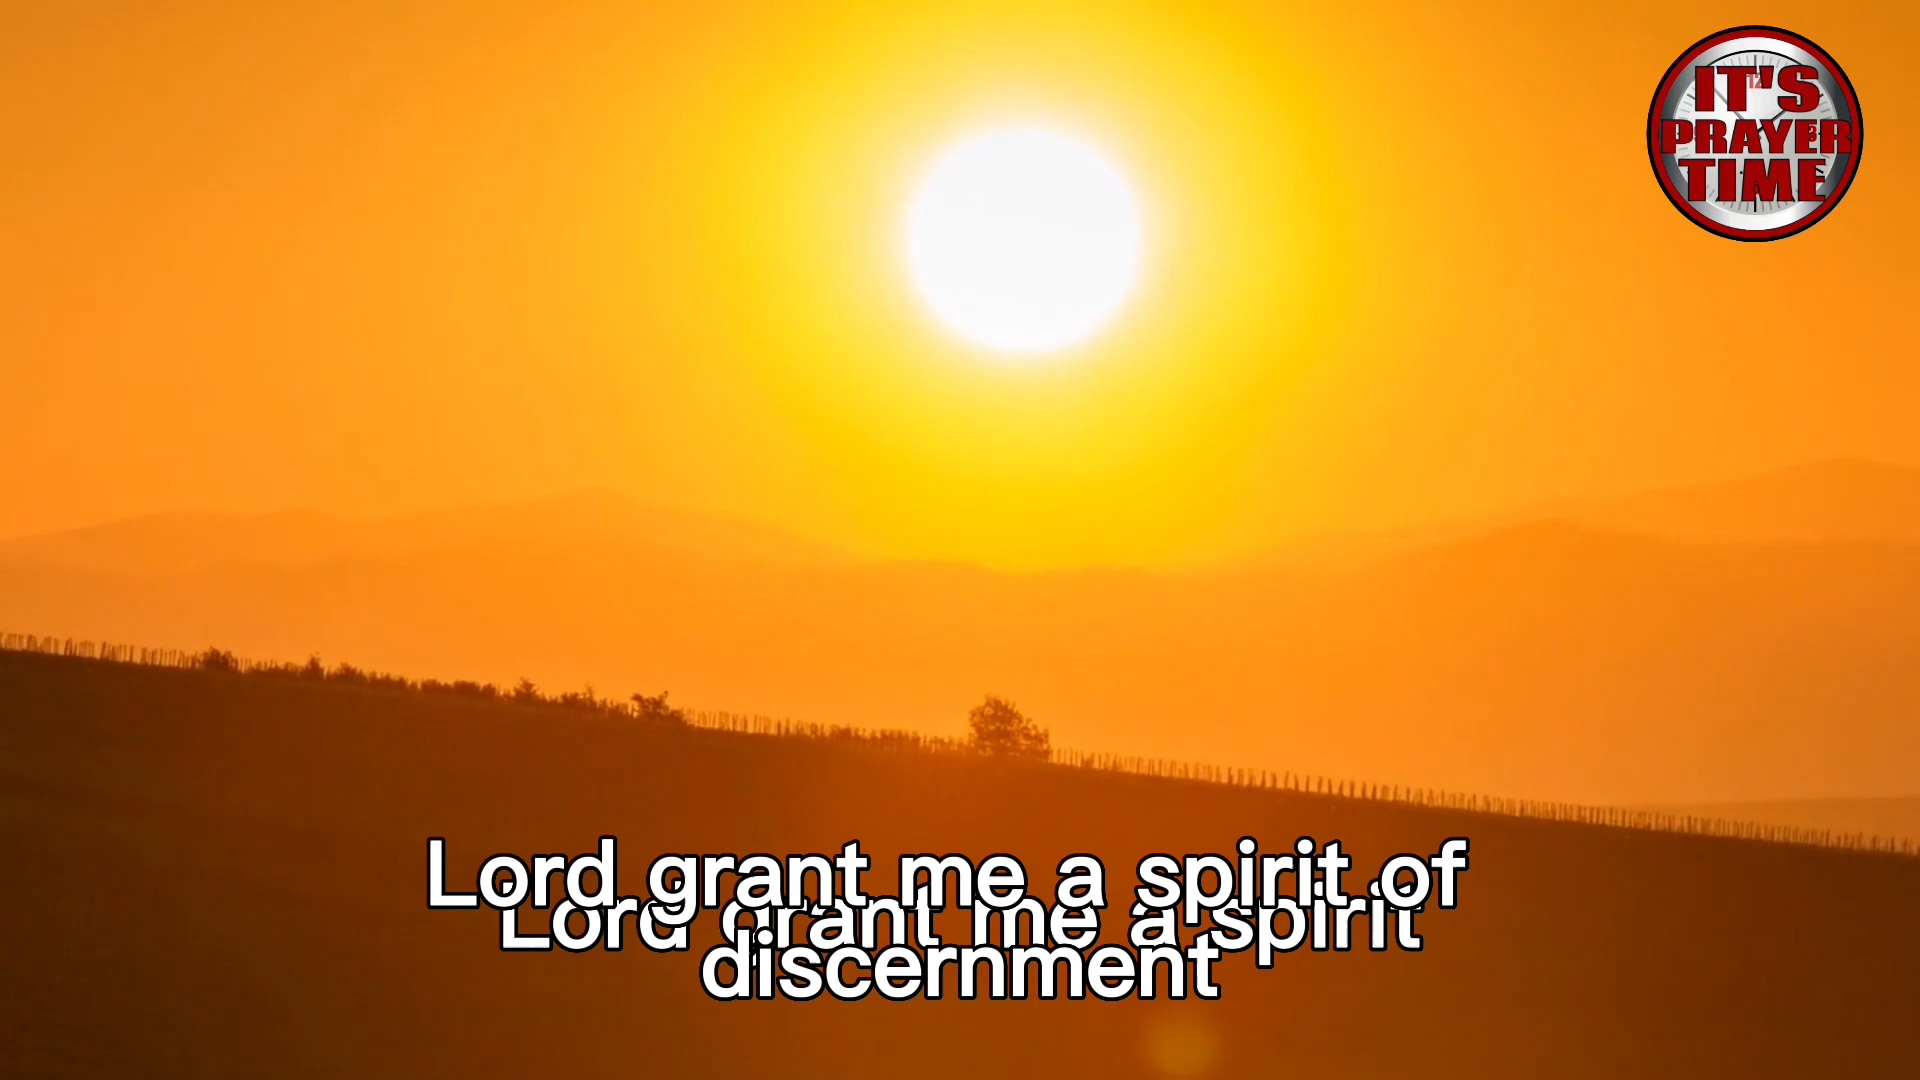 IT'S
PRAYER
TIME
Lord grant me a spirit of
Lord grant me a spirit
discernment